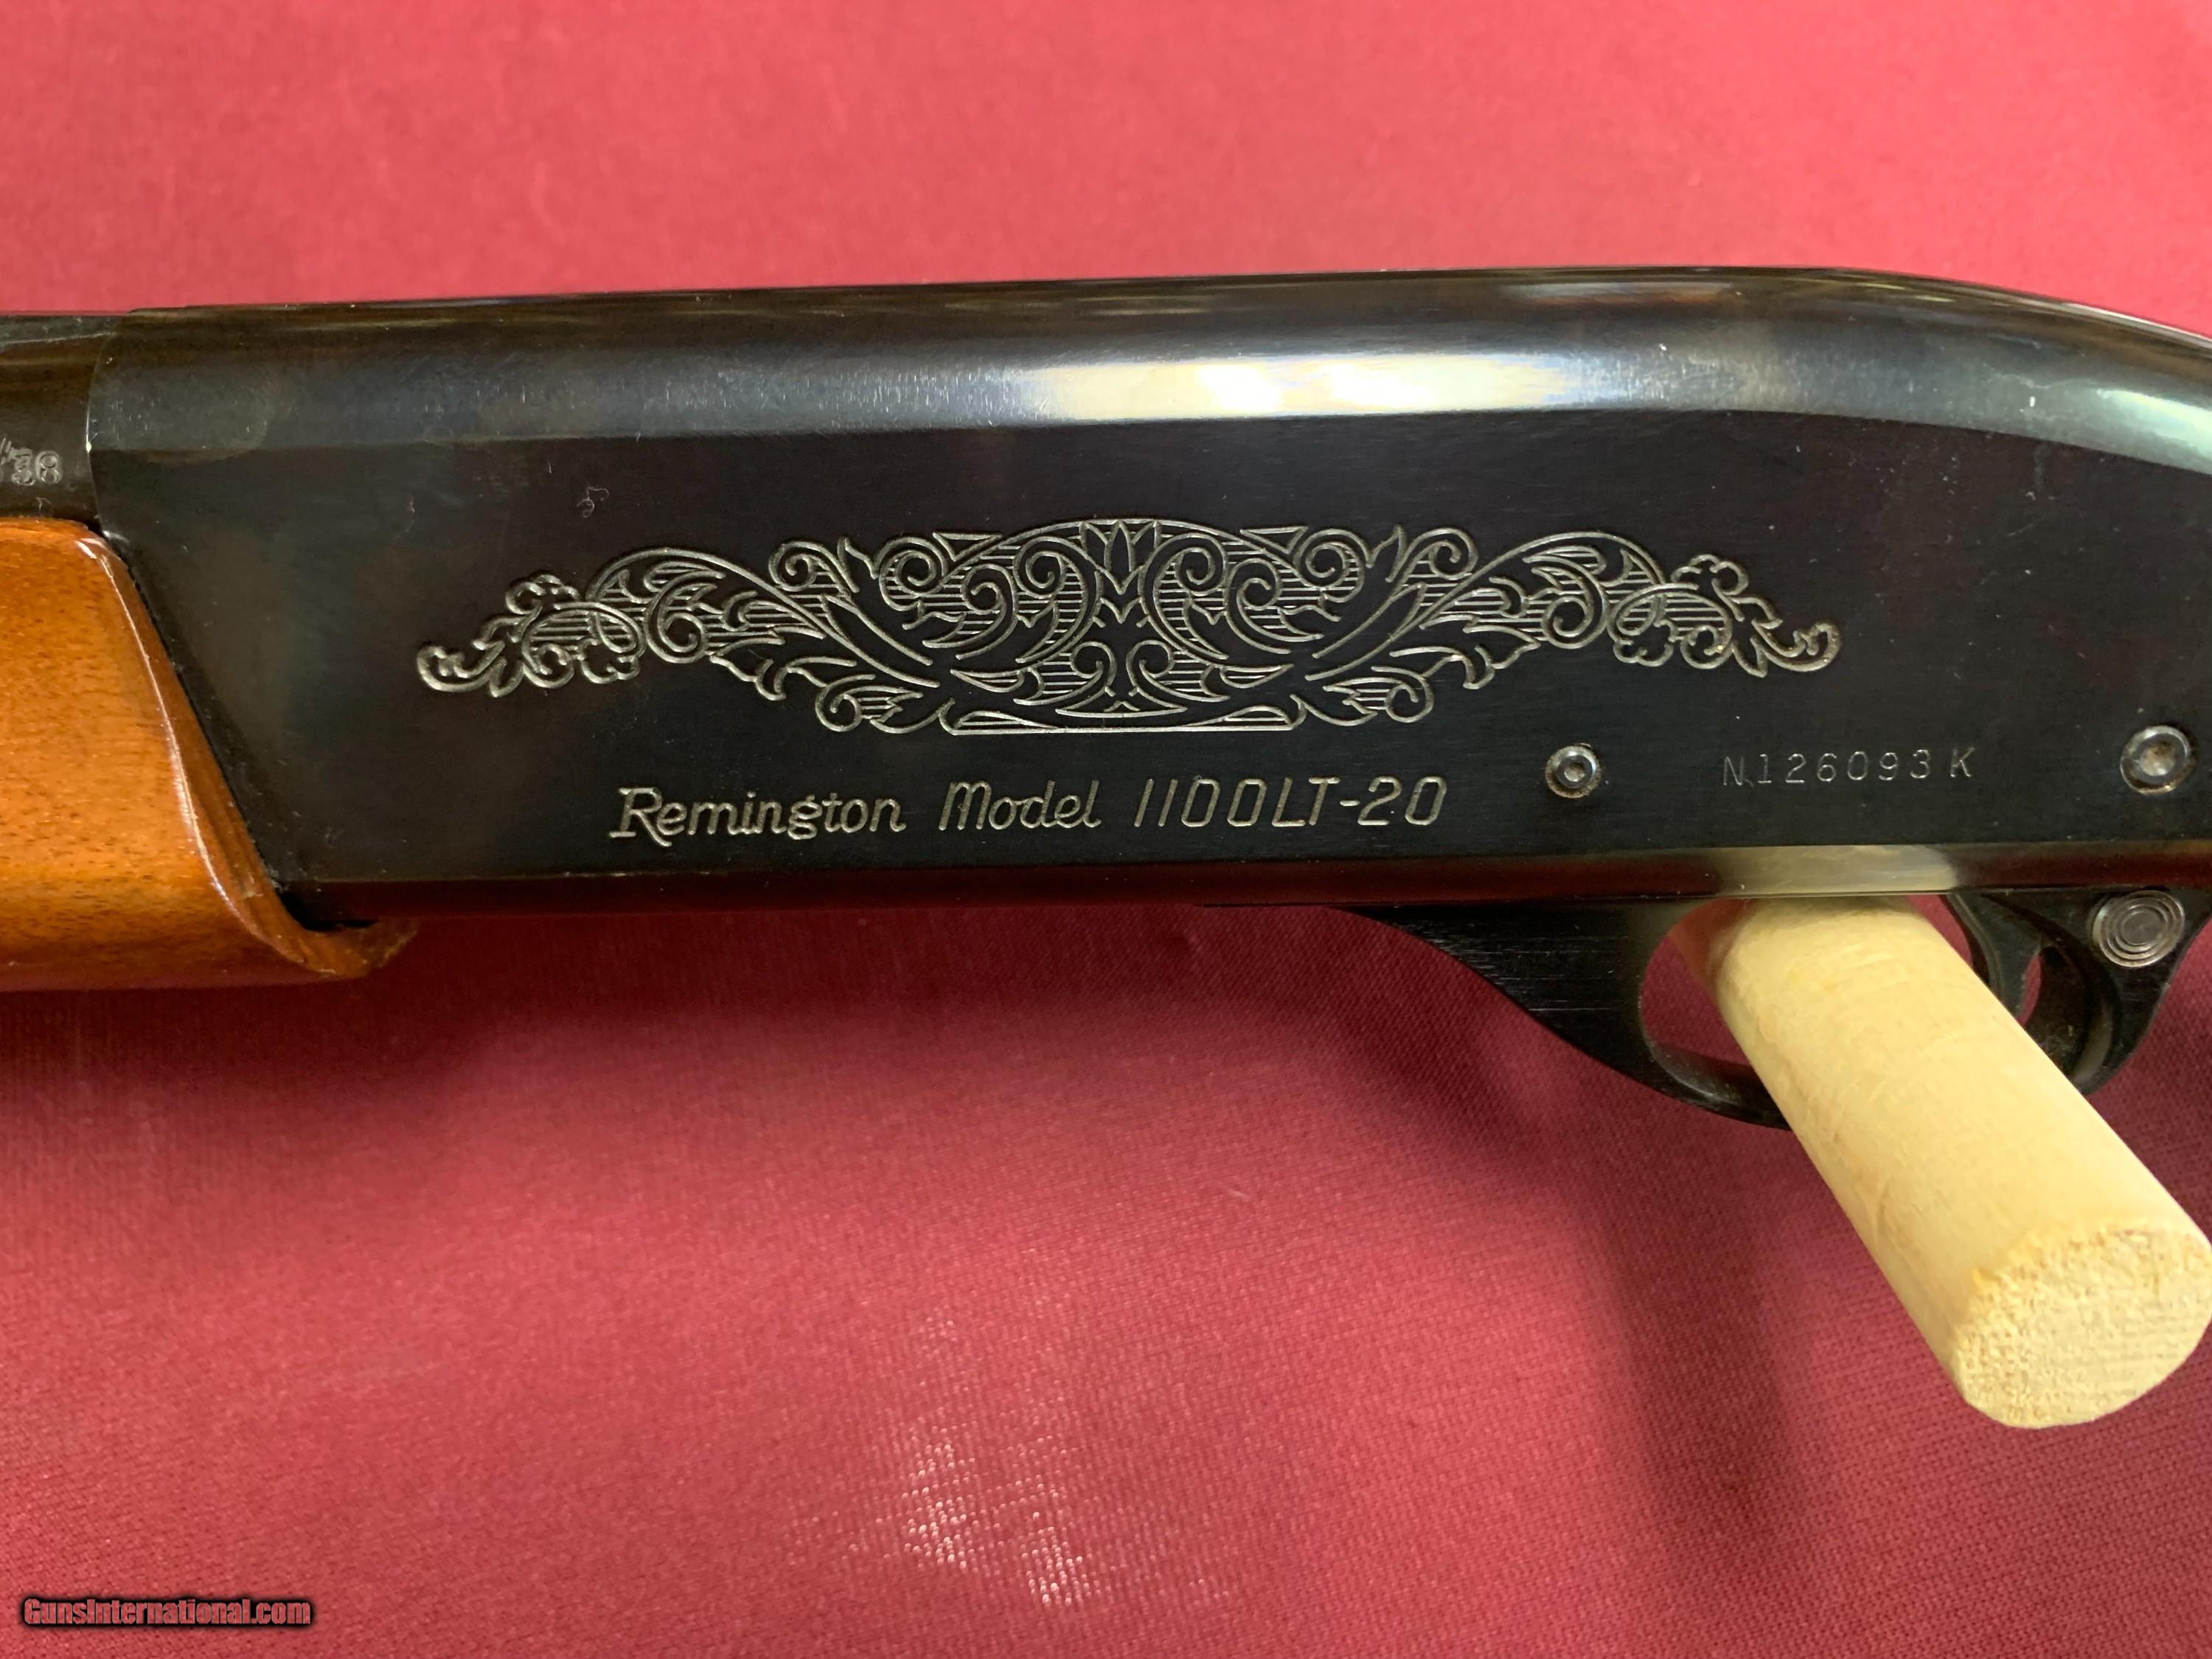 Remington Model 1100LT-20
N126093K
GunsInternational.com